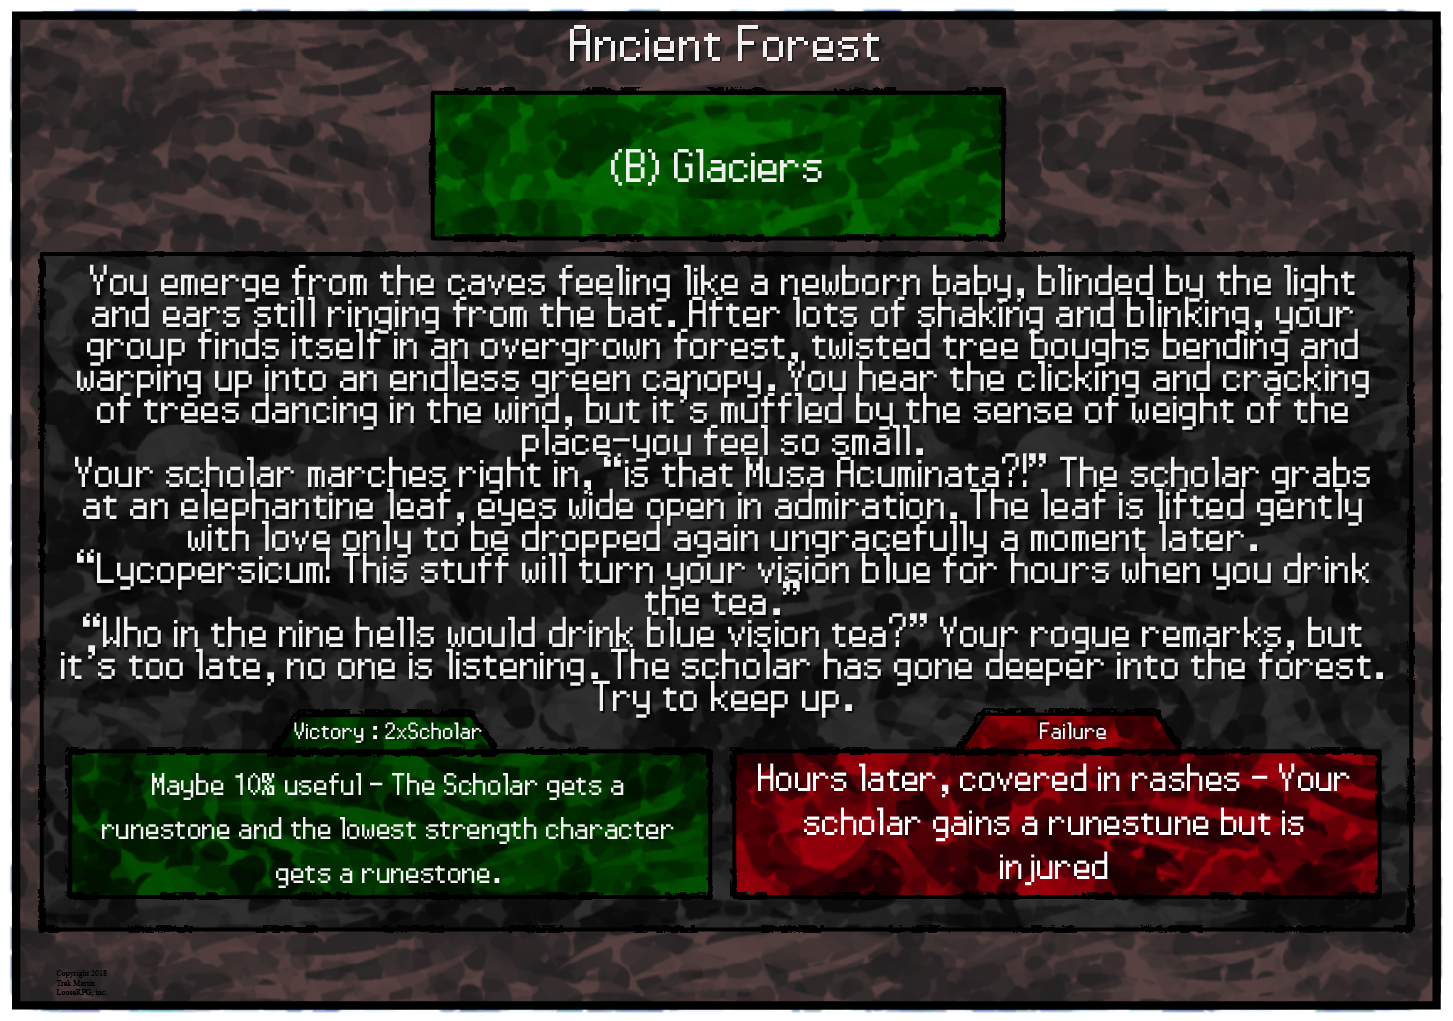 Ancient Forest
(B) Glaciers
You emerge from the caves feeling like a newborn baby, blinded by the light
and ears still ringing from the bat. After lots of shaking and blinking, your
group finds itself in an overgrown forest, twisted tree boughs bending and
warping up into an endless green canopy. You hear the clicking and cracking
of trees dancing in the wind, but it's muffled by the sense of weight of the
place-you feel so small.
Your scholar marches right in, “is that Musa Acuminata?!” The scholar grabs
at an elephantine leaf, eyes wide open in admiration. The leaf is lifted gently
with love only to be dropped again ungracefully a moment later.
“Lycopersicum! This stuff will turn your vision blue for hours when you drink
the tea.”
“Who in the nine hells would drink blue vision tea?” Your rogue remarks, but
it's too late, no one is listening. The scholar has gone deeper into the forest.
Try to keep up.
Victory : 2xScholar
Maybe 10% useful - The Scholar gets a
runestone and the lowest strength character
gets a runestone.
Failure
Hours later, covered in rashes - Your
scholar gains a runestune but is
injured
Copyright 2018
Trak Martin
LoosaRPG, inc.